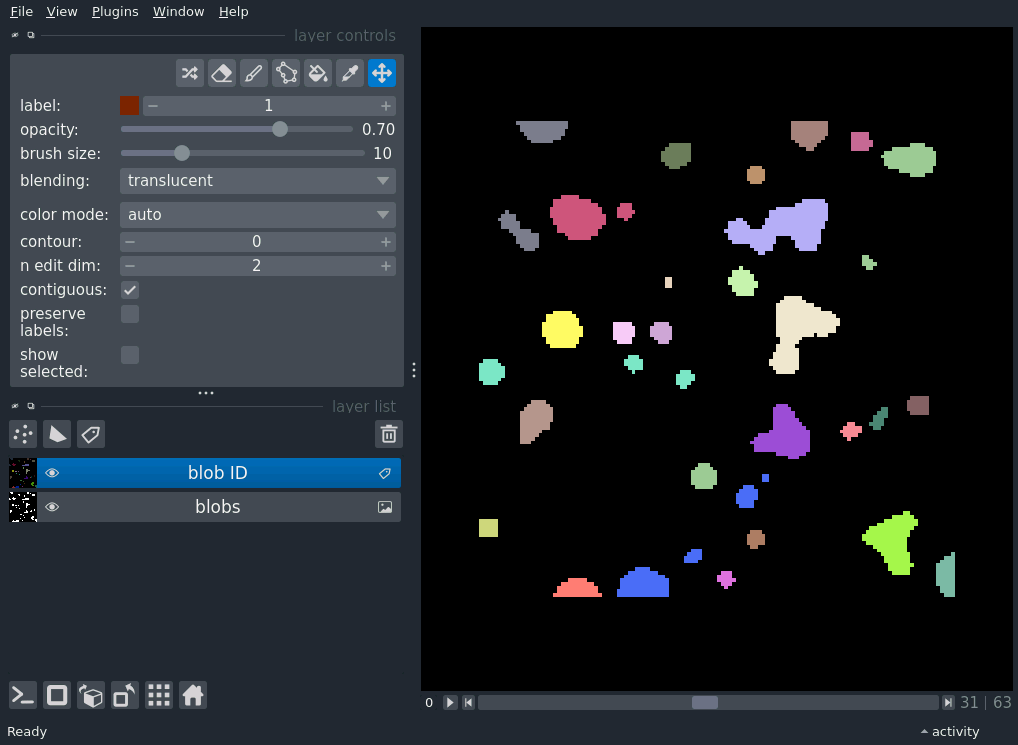 File View Plugins Window Help
layer controls
label: 1
opacity: 0.70
brush size: 10
blending: translucent
color mode: auto
contour: 0
n edit dim: 2
contiguous:
preserve
labels:
show
selected:
layer list
blob ID
blobs
0 31 | 63
Ready activity